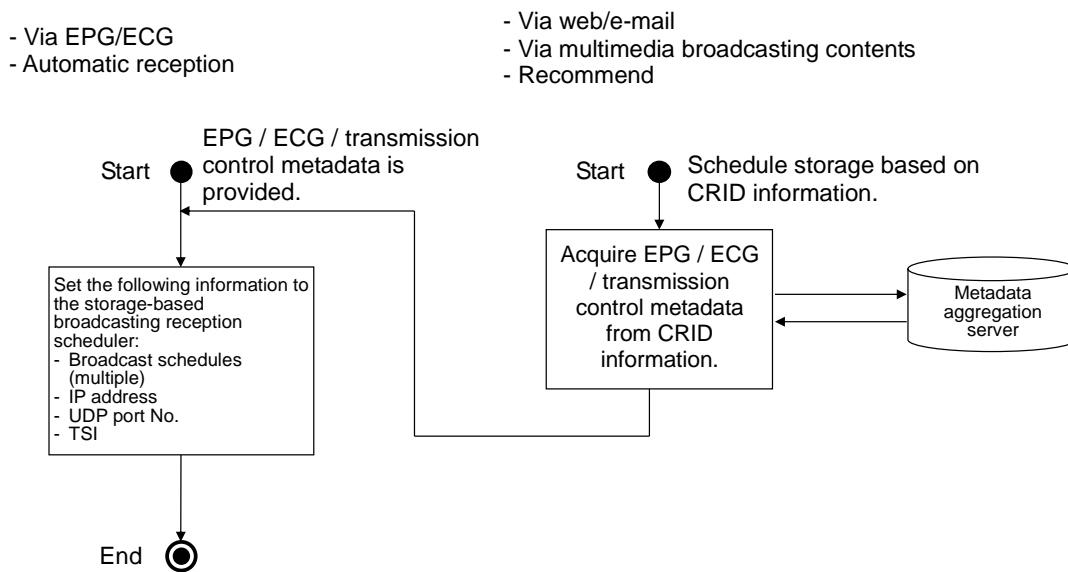 - Via EPG/ECG
- Automatic reception
- Via web/e-mail
- Via multimedia broadcasting contents
- Recommend
Start
EPG / ECG / transmission
control metadata is
provided.
Start
Schedule storage based on
CRID information.
Set the following information to
the storage-based
broadcasting reception
scheduler:
- Broadcast schedules
(multiple)
- IP address
- UDP port No.
- TSI
Acquire EPG / ECG
/ transmission
control metadata
from CRID
information.
Metadata
aggregation
server
End